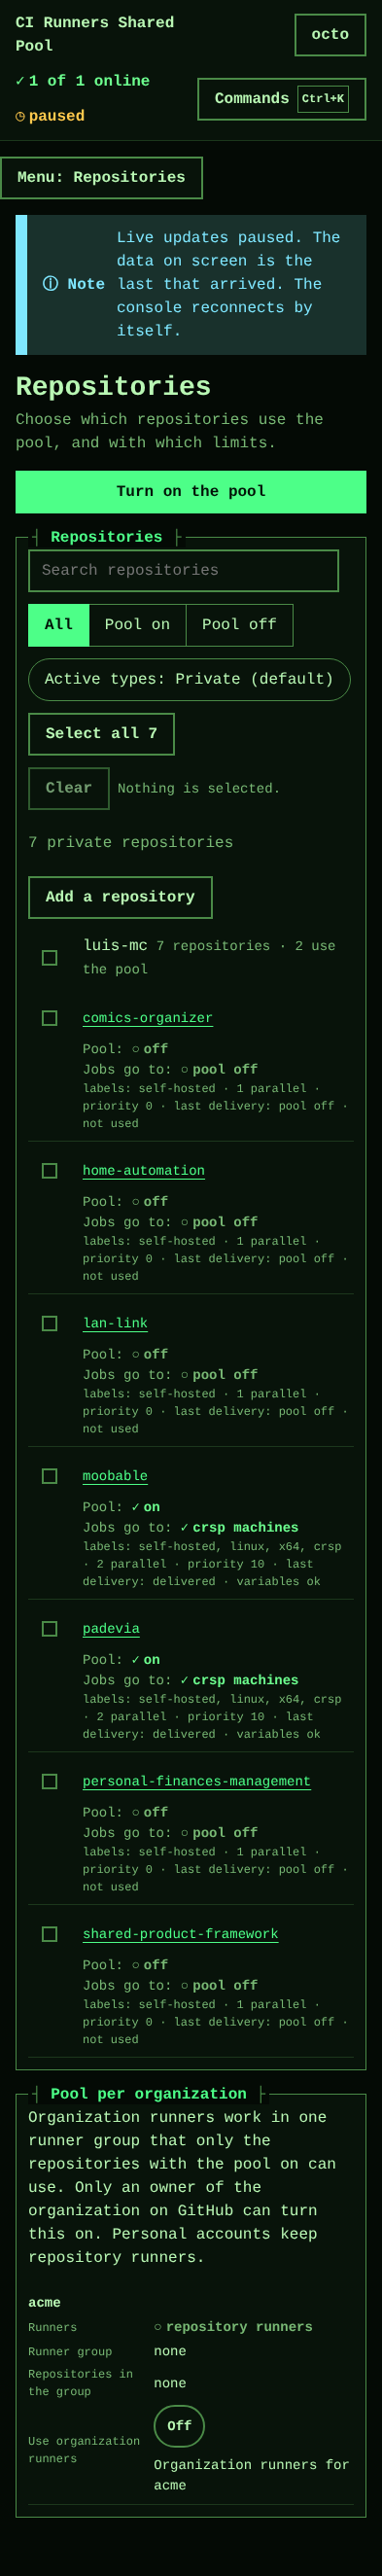 CI Runners Shared
Pool
octo
✓ 1 of 1 online
Commands Ctrl+K
◷ paused
Menu: Repositories
ⓘ Note
Live updates paused. The
data on screen is the
last that arrived. The
console reconnects by
itself.
Repositories
Choose which repositories use the
pool, and with which limits.
Turn on the pool
┤ Repositories ├
Search repositories
All Pool on Pool off
Active types: Private (default)
Select all 7
Clear Nothing is selected.
7 private repositories
Add a repository
luis-mc 7 repositories · 2 use
the pool
comics-organizer
Pool: ○ off
Jobs go to: ○ pool off
labels: self-hosted · 1 parallel ·
priority 0 · last delivery: pool off ·
not used
home-automation
Pool: ○ off
Jobs go to: ○ pool off
labels: self-hosted · 1 parallel ·
priority 0 · last delivery: pool off ·
not used
lan-link
Pool: ○ off
Jobs go to: ○ pool off
labels: self-hosted · 1 parallel ·
priority 0 · last delivery: pool off ·
not used
moobable
Pool: ✓ on
Jobs go to: ✓ crsp machines
labels: self-hosted, linux, x64, crsp
· 2 parallel · priority 10 · last
delivery: delivered · variables ok
padevia
Pool: ✓ on
Jobs go to: ✓ crsp machines
labels: self-hosted, linux, x64, crsp
· 2 parallel · priority 10 · last
delivery: delivered · variables ok
personal-finances-management
Pool: ○ off
Jobs go to: ○ pool off
labels: self-hosted · 1 parallel ·
priority 0 · last delivery: pool off ·
not used
shared-product-framework
Pool: ○ off
Jobs go to: ○ pool off
labels: self-hosted · 1 parallel ·
priority 0 · last delivery: pool off ·
not used
┤ Pool per organization ├
Organization runners work in one
runner group that only the
repositories with the pool on can
use. Only an owner of the
organization on GitHub can turn
this on. Personal accounts keep
repository runners.
acme
Runners ○ repository runners
Runner group none
Repositories in
the group
none
Use organization
runners
Off
Organization runners for
acme